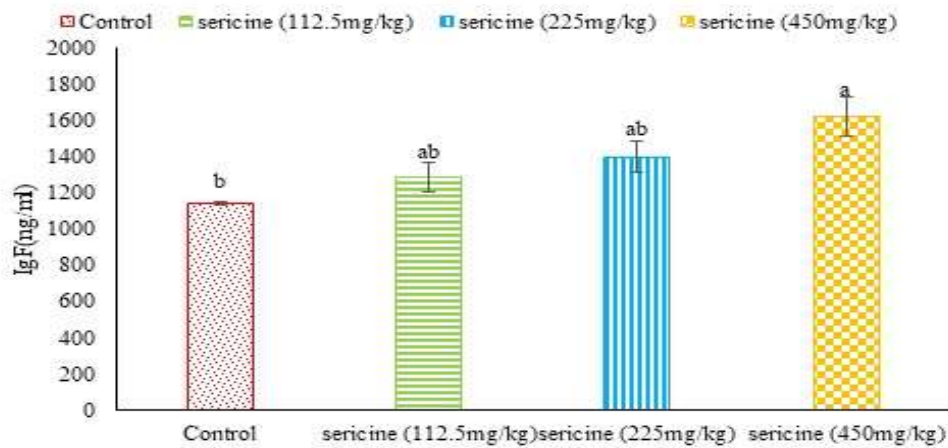 Control sericine (112.5mg/kg) sericine (225mg/kg) sericine (450mg/kg)
2000
1800
1600
1400
1200
1000
800
600
400
200
0
IgF(ng/ml)
b
ab
ab
a
Control sericine (112.5mg/kg)sericine (225mg/kg) sericine (450mg/kg)